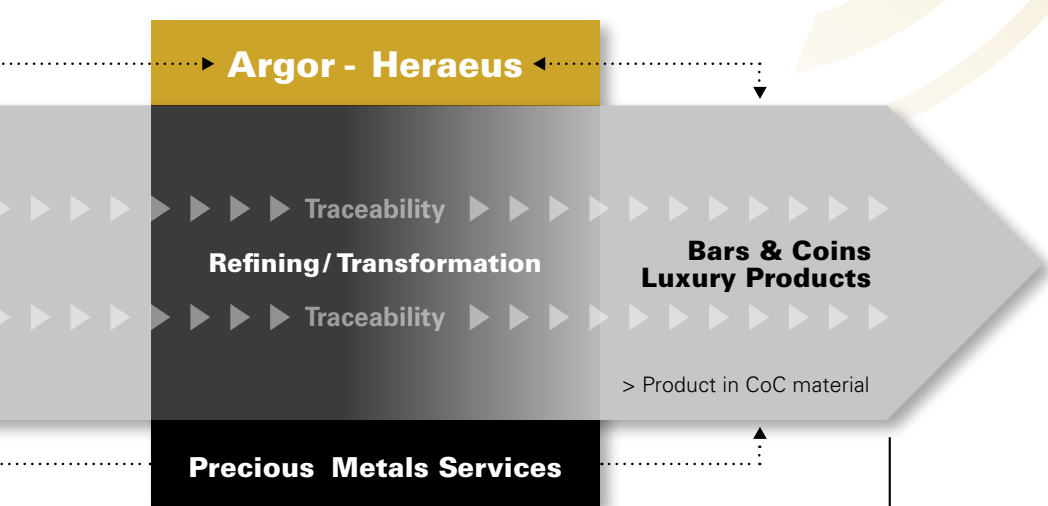 Argor - Heraeus
Traceability
Refining/Transformation
Bars & Coins
Luxury Products
Traceability
> Product in CoC material
Precious Metals Services